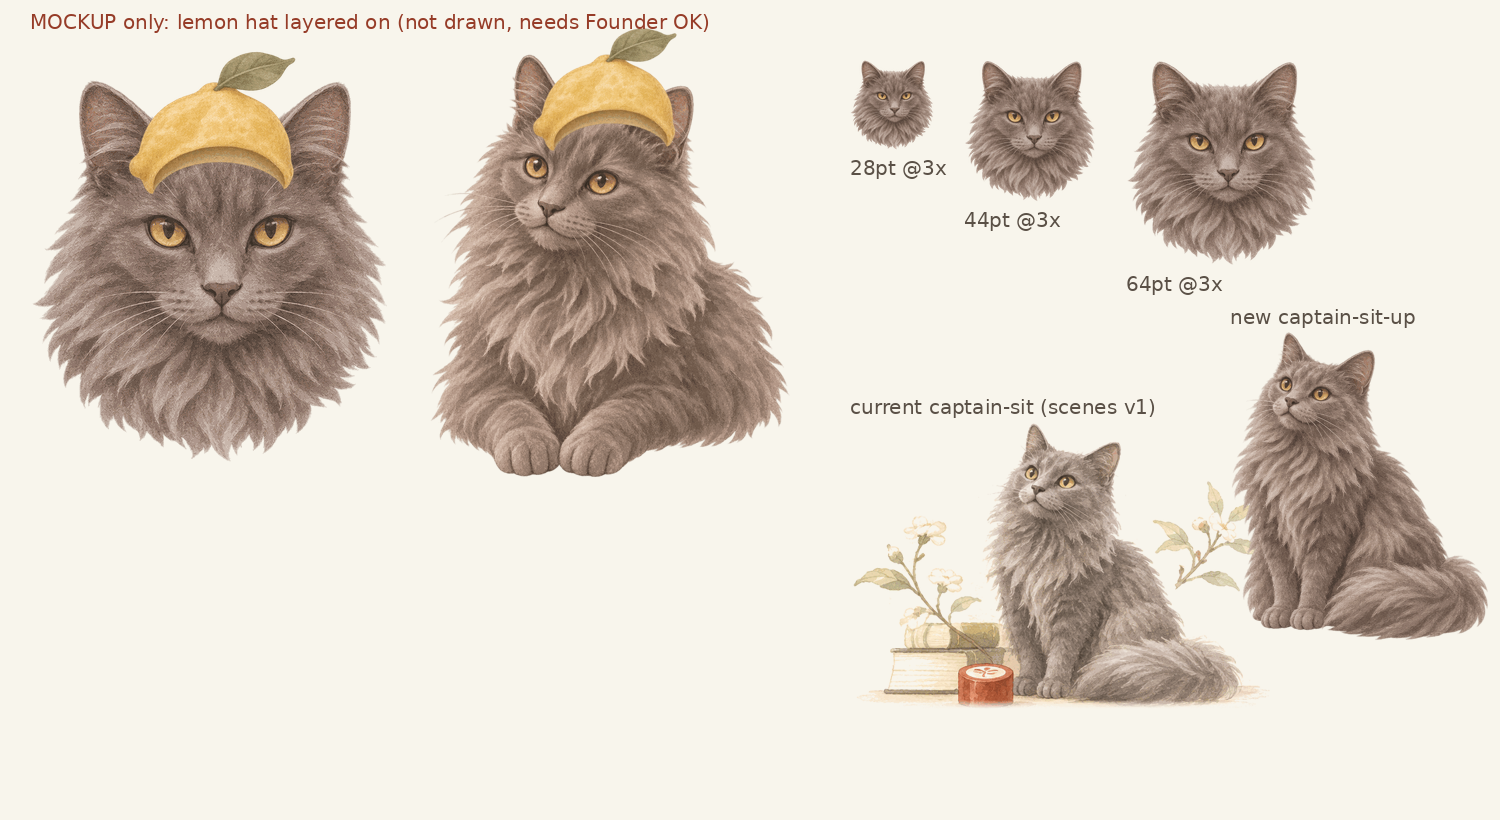 MOCKUP only: lemon hat layered on (not drawn, needs Founder OK)
28pt @3x
44pt @3x
64pt @3x
new captain-sit-up
current captain-sit (scenes v1)